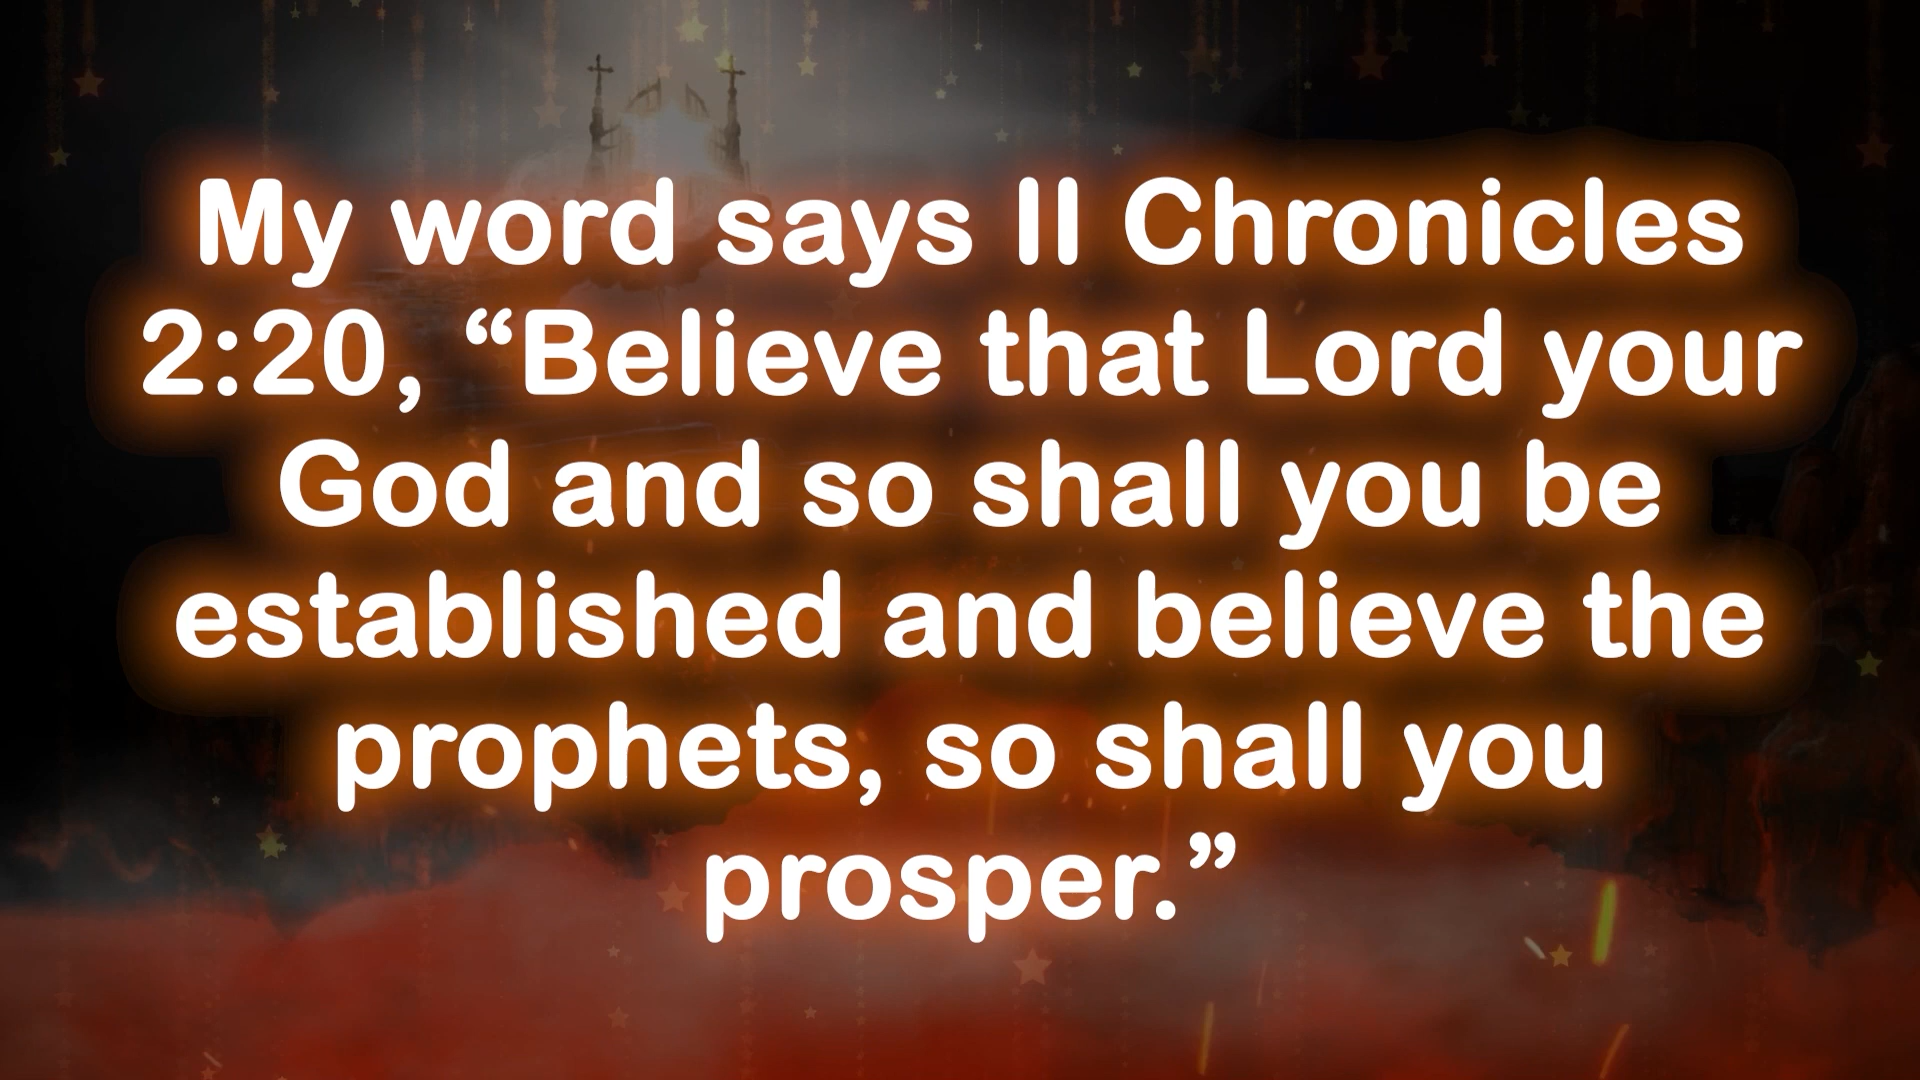 My word says II Chronicles
2:20, “Believe that Lord your
God and so shall you be
established and believe the
prophets, so shall you
prosper.”